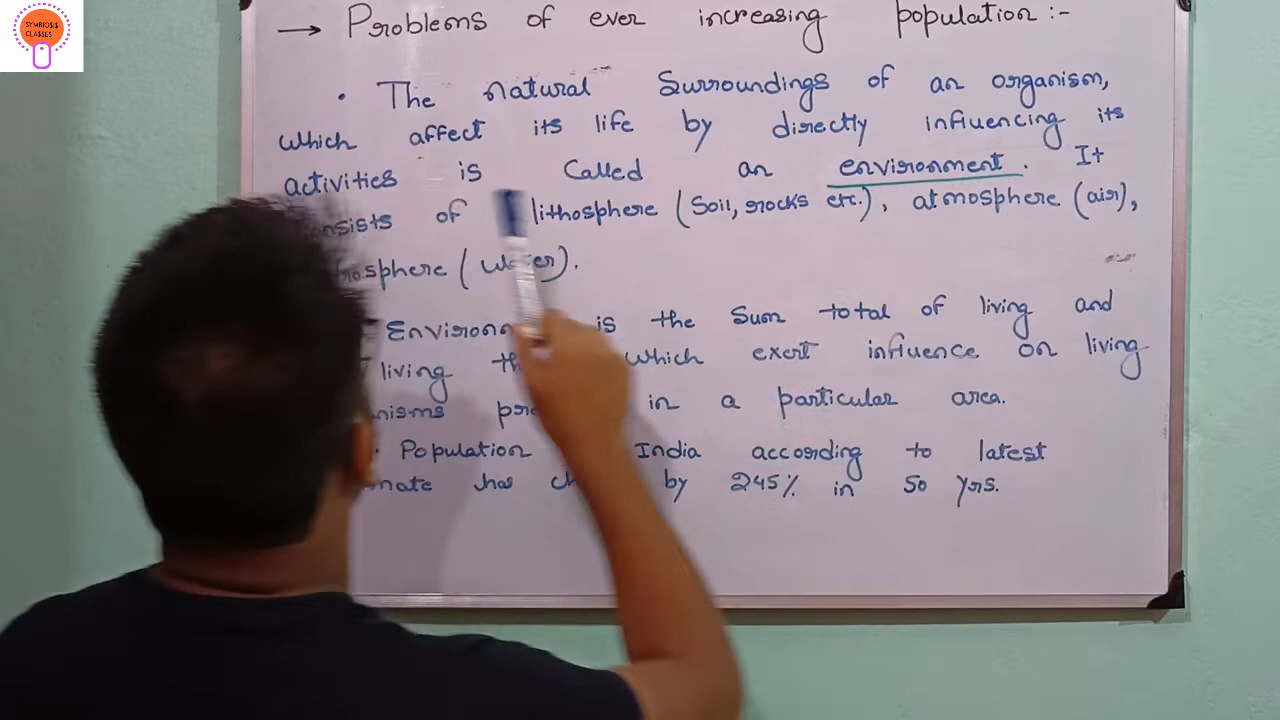 SYMBIOSIS
CLASSES
→ Problems of ever increasing population :-
• The natural Surroundings of an organism,
which affect its life by directly influencing its
activities is called an environment. It
of lithosphere (Soil, rocks etc.), atmosphere (air),
(Water).
is the Sum total of living and
living which exert influence on living
in a particular area.
• Population India according to latest
has by 245% in 50 yrs.